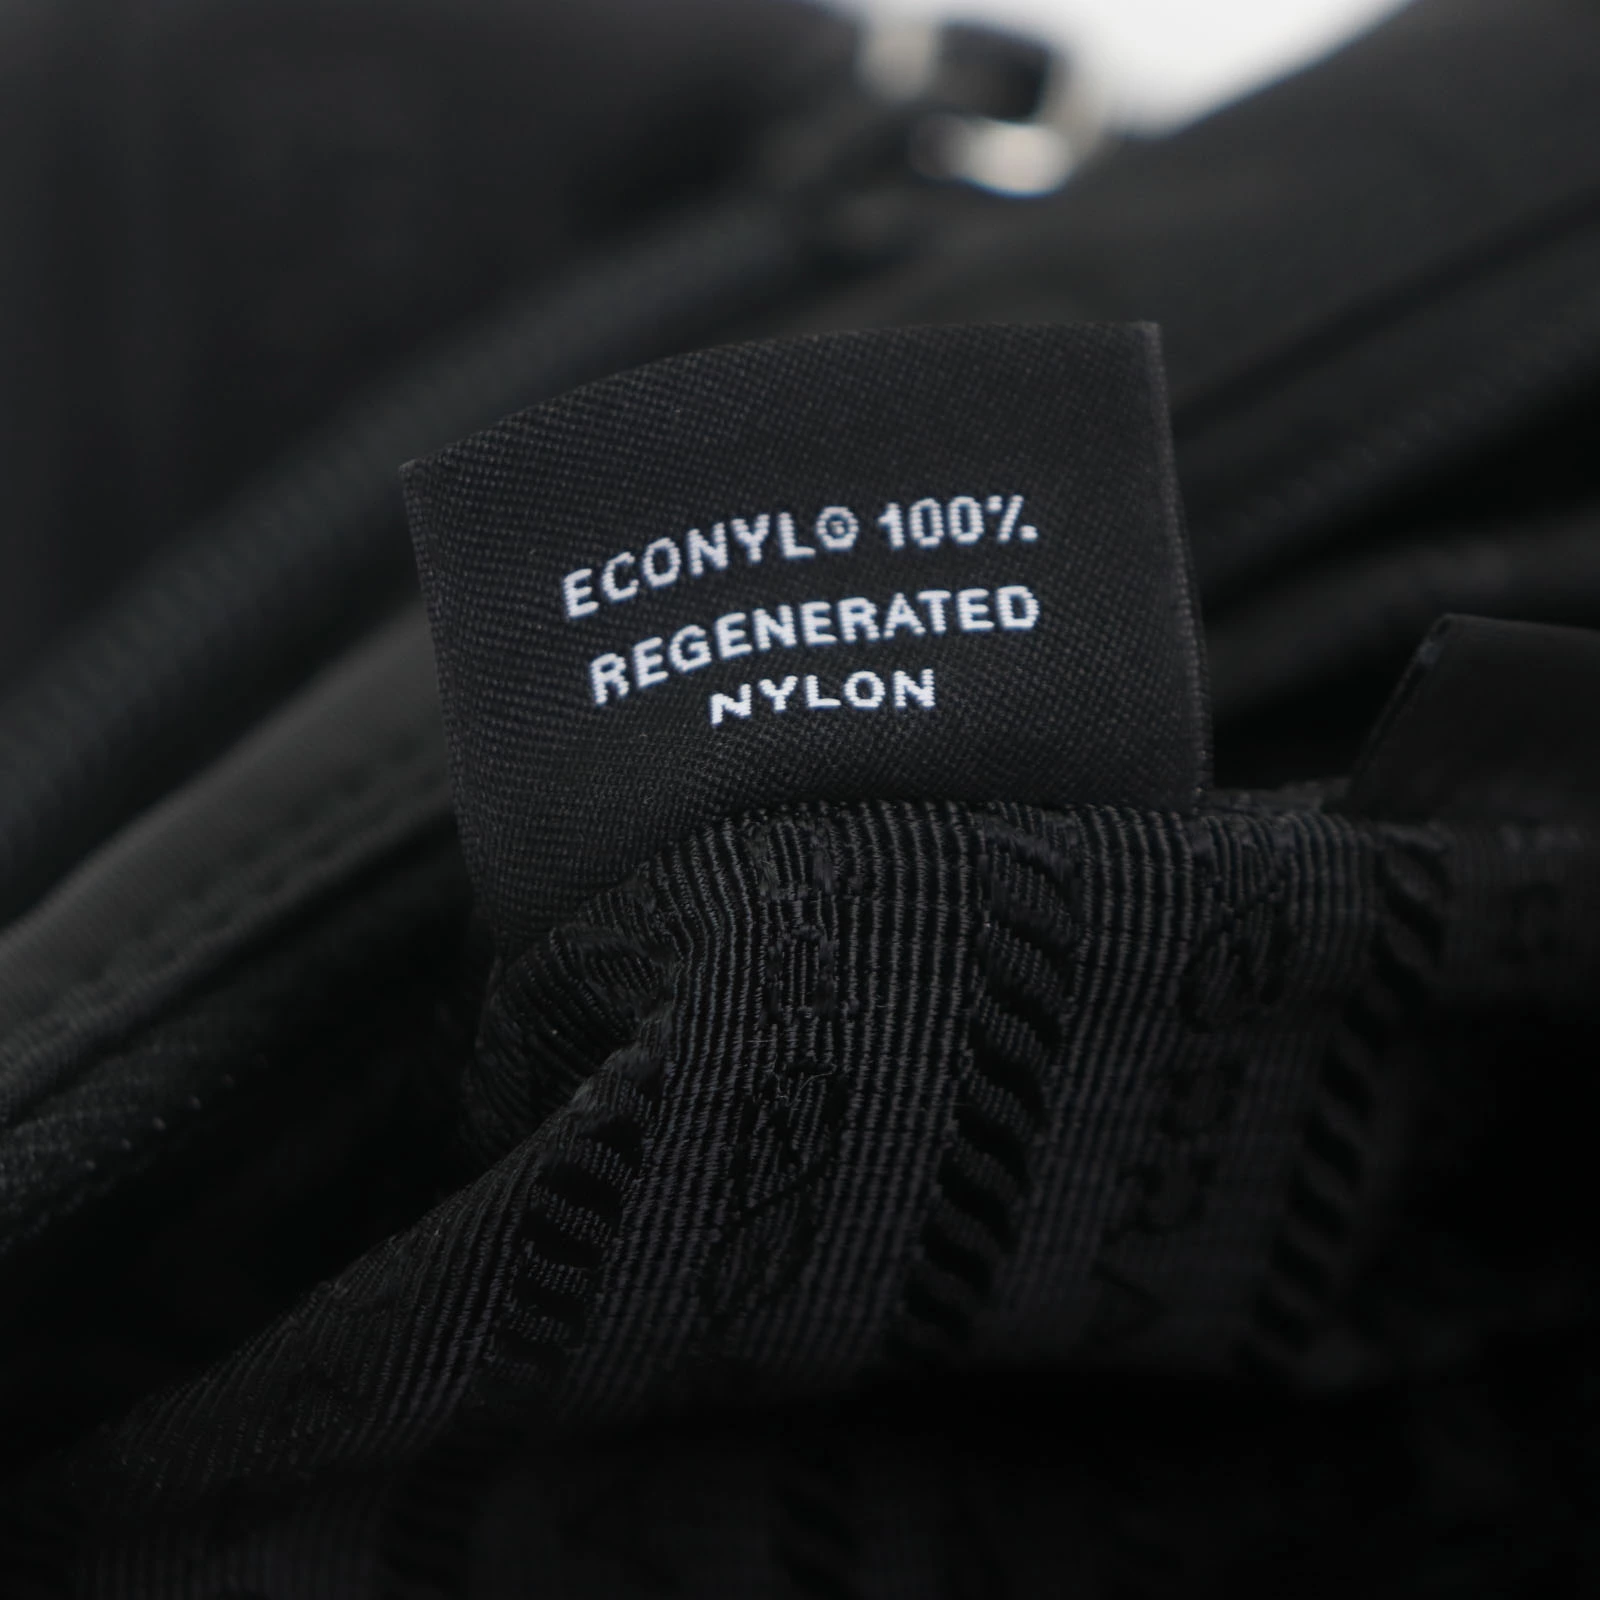 ECONYL® 100%
REGENERATED
NYLON